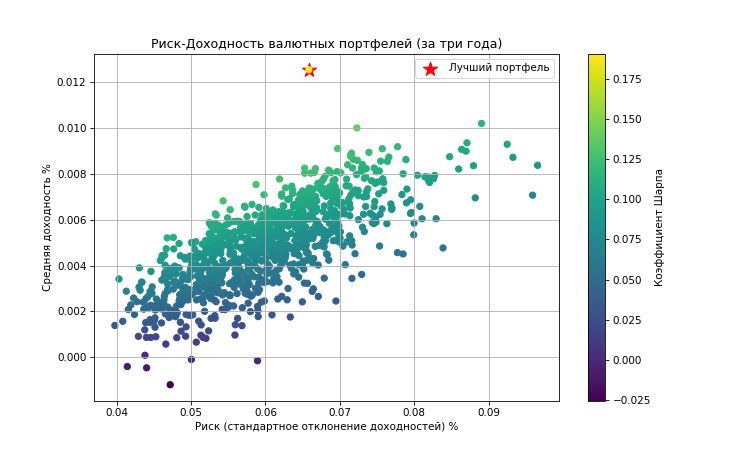 Риск-Доходность валютных портфелей (за три года)
Лучший портфель
Средняя доходность %
0.012
0.010
0.008
0.006
0.004
0.002
0.000
0.04 0.05 0.06 0.07 0.08 0.09
Риск (стандартное отклонение доходностей) %
0.175
0.150
0.125
0.100
0.075
0.050
0.025
0.000
−0.025
Коэффициент Шарпа